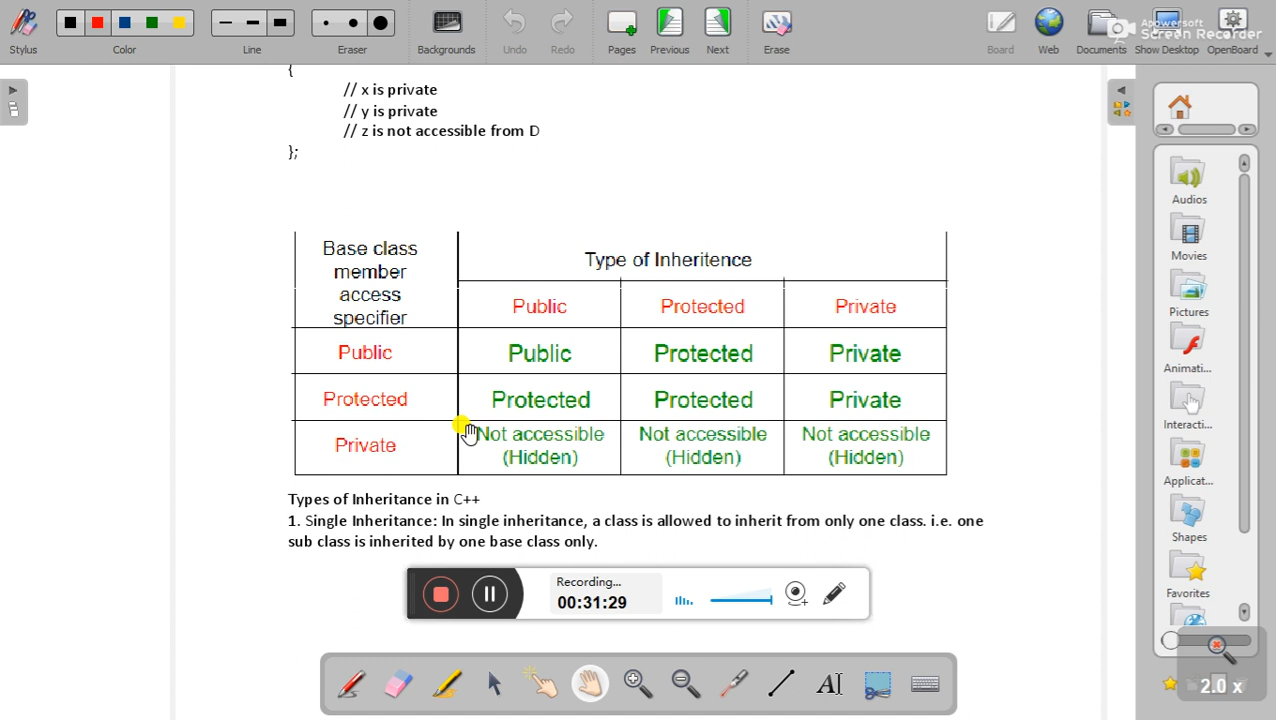 Stylus
Color
Line
Eraser
Backgrounds
Undo
Redo
Pages
Previous
Next
Erase
Board
Web
Documents
Show Desktop
OpenBoard
Apowersoft
Screen Recorder
{
// x is private
// y is private
// z is not accessible from D
};
Base class
member
access
specifier
Type of Inheritence
Public Protected Private
Public Public Protected Private
Protected Protected Protected Private
Private
Not accessible
(Hidden)
Not accessible
(Hidden)
Not accessible
(Hidden)
Types of Inheritance in C++
1. Single Inheritance: In single inheritance, a class is allowed to inherit from only one class. i.e. one
sub class is inherited by one base class only.
Recording...
00:31:29
Audios
Movies
Pictures
Animati...
Interacti...
Applicat...
Shapes
Favorites
2.0 x